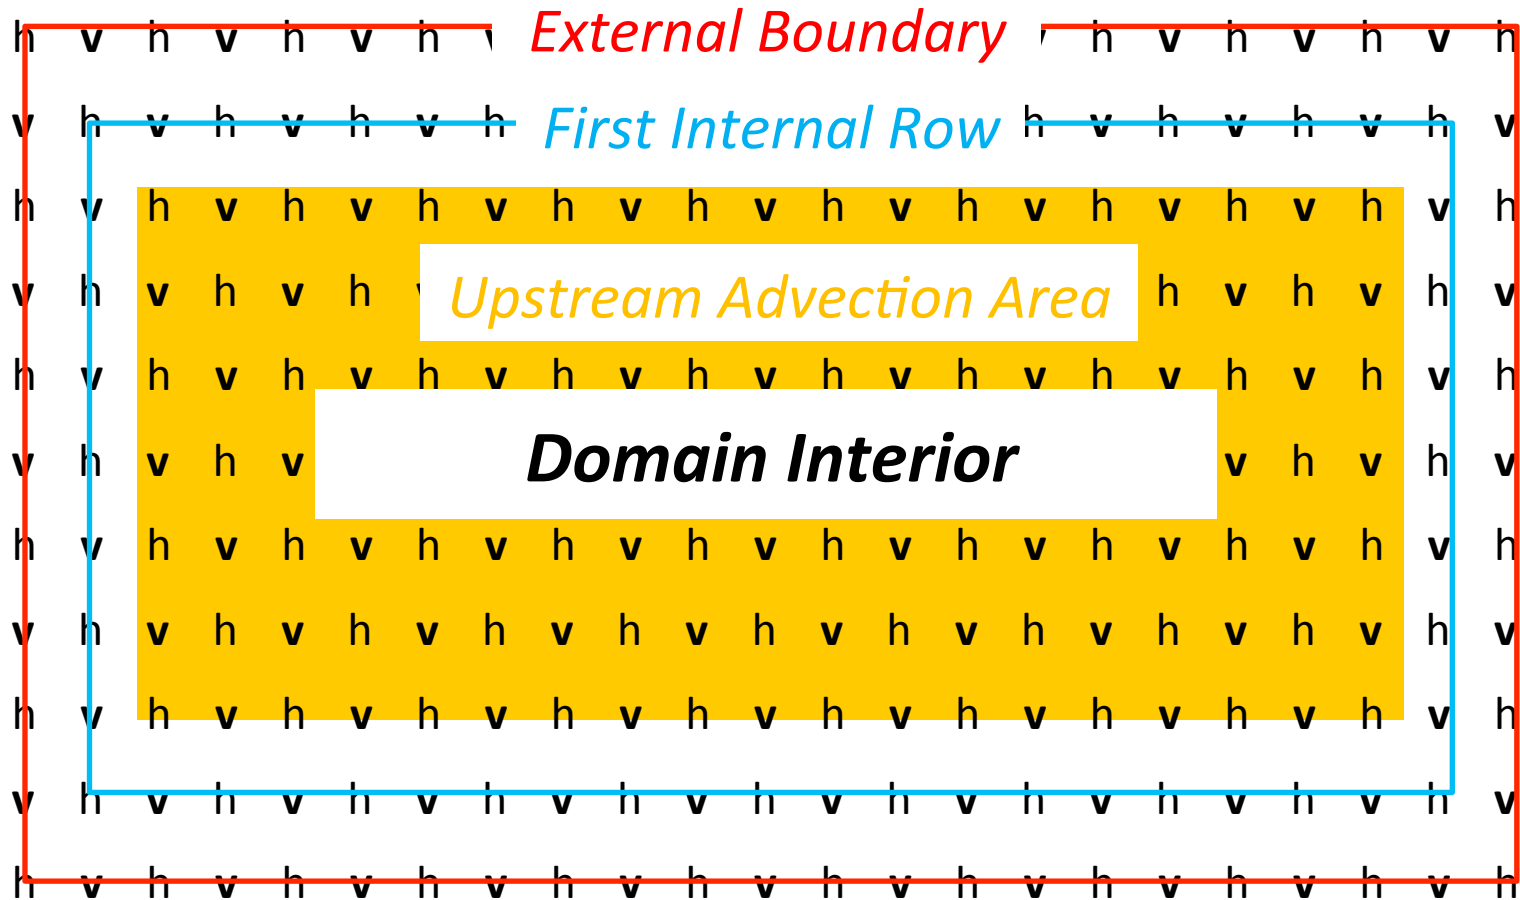 h v h v h v h v External Boundary v h v h v h v h
v h v h v h v h First Internal Row h v h v h v h v
h v h v h v h v h v h v h v h v h v h v h v h
v h v h v h v Upstream Advection Area h v h v h v
h v h v h v h v h v h v h v h v h v h v h v h
v h v h v Domain Interior v h v h v
h v h v h v h v h v h v h v h v h v h v h v h
v h v h v h v h v h v h v h v h v h v h v h v
h v h v h v h v h v h v h v h v h v h v h v h
v h v h v h v h v h v h v h v h v h v h v h v
h v h v h v h v h v h v h v h v h v h v h v h